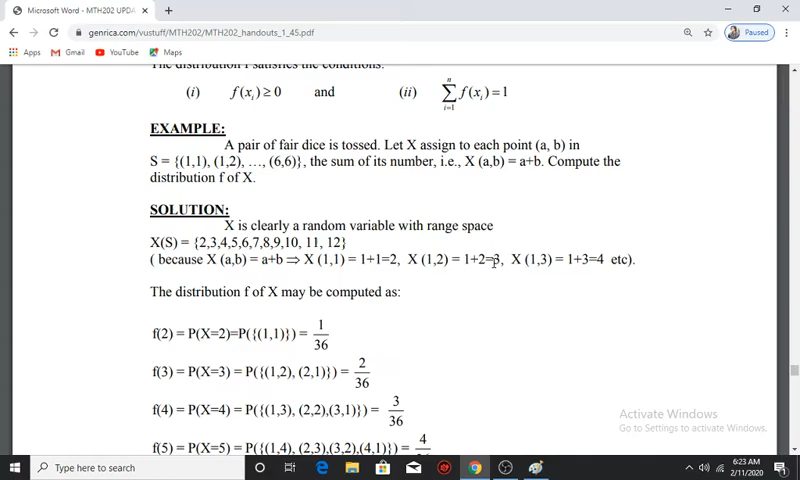 Microsoft Word - MTH202 UPDA
genrica.com/vustuff/MTH202/MTH202_handouts_1_45.pdf
Paused
Apps Gmail YouTube Maps
The distribution f satisfies the conditions:
(i) f(xᵢ) ≥ 0 and (ii) ∑ᵢ₌₁ⁿ f(xᵢ) = 1
EXAMPLE:
A pair of fair dice is tossed. Let X assign to each point (a, b) in
S = {(1,1), (1,2), …, (6,6)}, the sum of its number, i.e., X (a,b) = a+b. Compute the
distribution f of X.
SOLUTION:
X is clearly a random variable with range space
X(S) = {2,3,4,5,6,7,8,9,10, 11, 12}
( because X (a,b) = a+b ⇒ X (1,1) = 1+1=2, X (1,2) = 1+2=3, X (1,3) = 1+3=4 etc).
The distribution f of X may be computed as:
f(2) = P(X=2)=P({(1,1)}) = 1/36
f(3) = P(X=3) = P({(1,2), (2,1)}) = 2/36
f(4) = P(X=4) = P({(1,3), (2,2),(3,1)}) = 3/36
f(5) = P(X=5) = P({(1,4), (2,3),(3,2),(4,1)}) = 4/36
Activate Windows
Go to Settings to activate Windows.
Type here to search
6:23 AM
2/11/2020